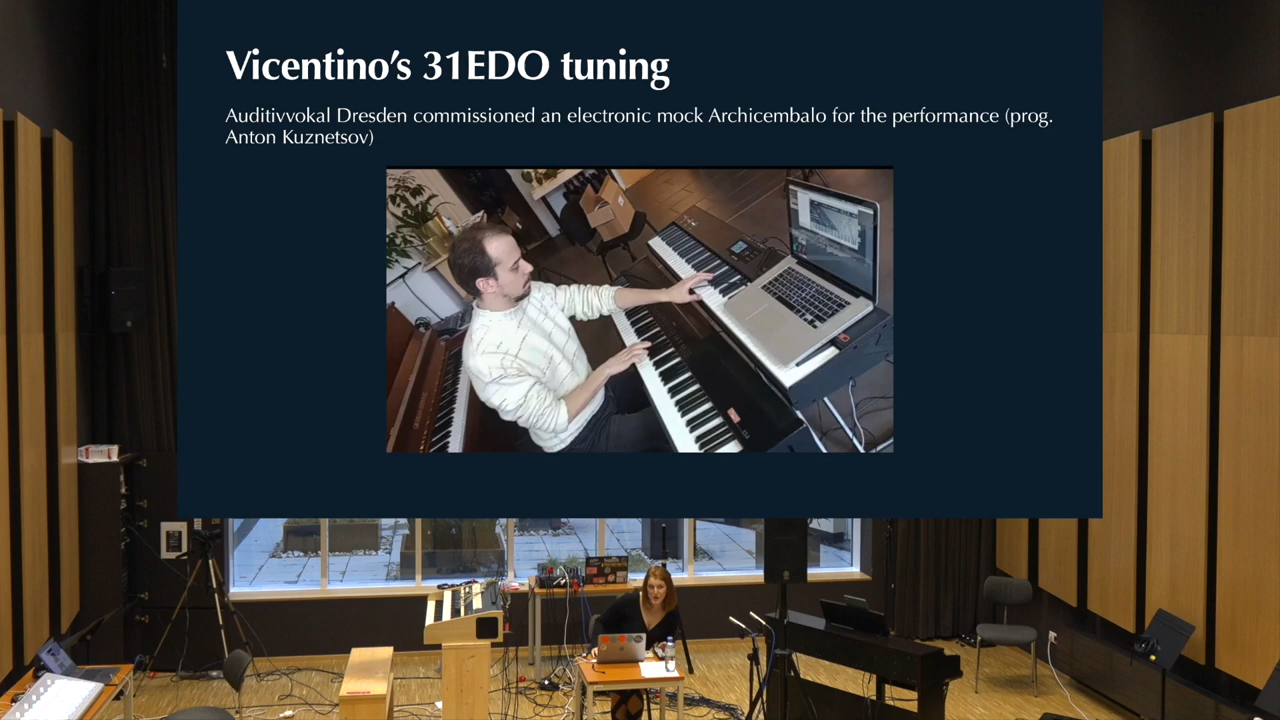 Vicentino’s 31EDO tuning
Auditivvokal Dresden commissioned an electronic mock Archicembalo for the performance (prog.
Anton Kuznetsov)